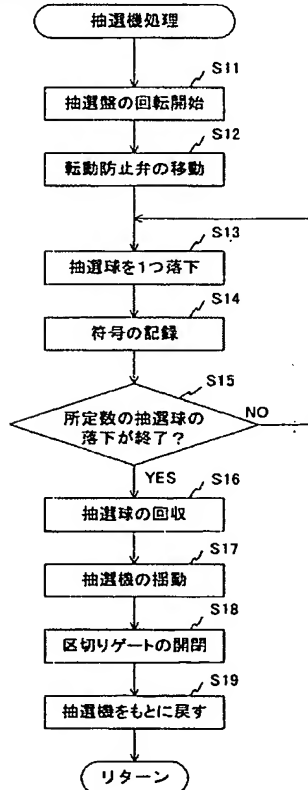 抽選機処理
S11
抽選盤の回転開始
S12
転動防止弁の移動
S13
抽選球を1つ落下
S14
符号の記録
S15
所定数の抽選球の
落下が終了?
NO
YES
S16
抽選球の回収
S17
抽選機の揺動
S18
区切りゲートの開閉
S19
抽選機をもとに戻す
リターン